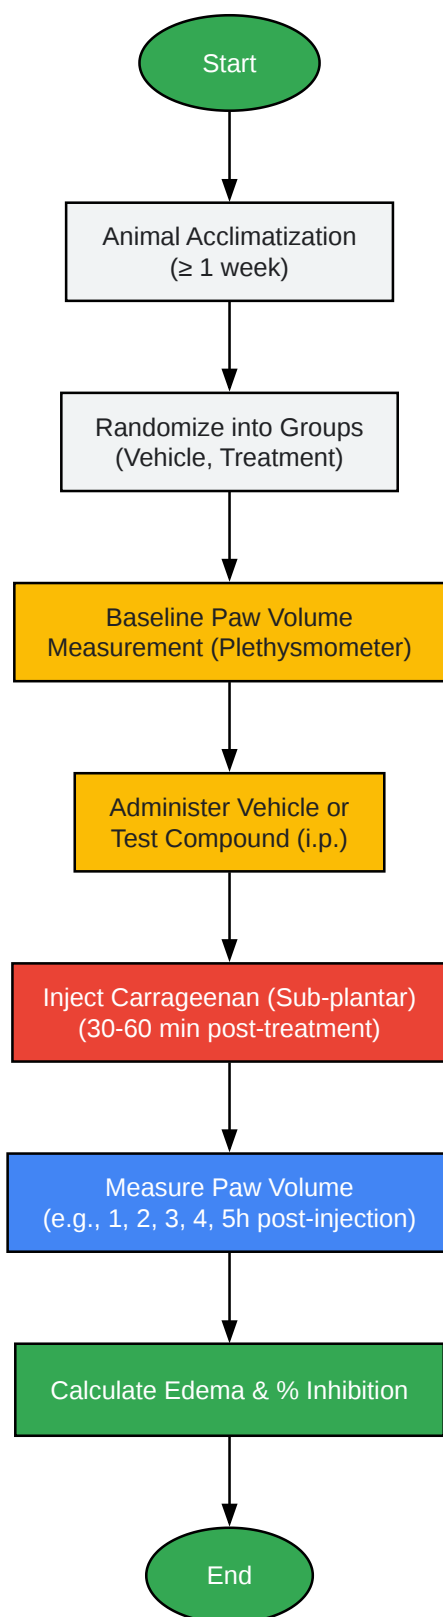 Start
Animal Acclimatization
(≥ 1 week)
Randomize into Groups
(Vehicle, Treatment)
Baseline Paw Volume
Measurement (Plethysmometer)
Administer Vehicle or
Test Compound (i.p.)
Inject Carrageenan (Sub-plantar)
(30-60 min post-treatment)
Measure Paw Volume
(e.g., 1, 2, 3, 4, 5h post-injection)
Calculate Edema & % Inhibition
End